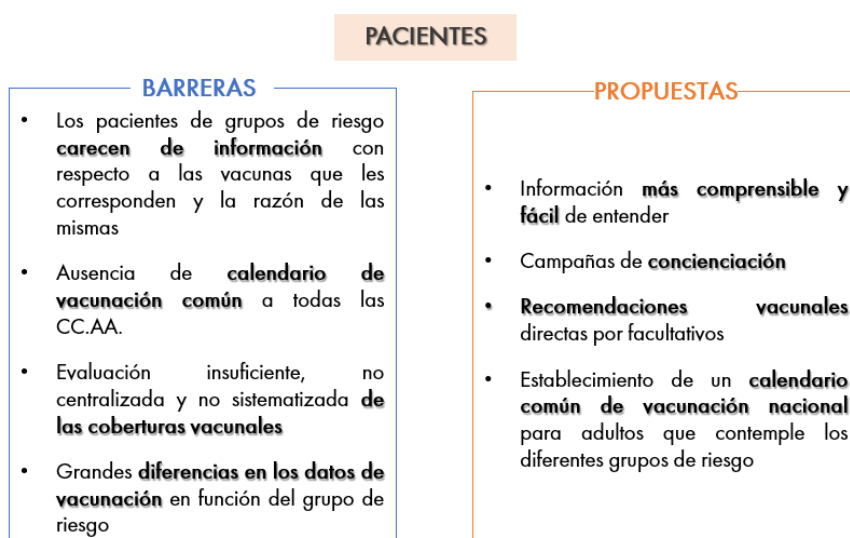 PACIENTES
BARRERAS
• Los pacientes de grupos de riesgo
carecen de información con
respecto a las vacunas que les
corresponden y la razón de las
mismas
• Ausencia de calendario de
vacunación común a todas las
CC.AA.
• Evaluación insuficiente, no
centralizada y no sistematizada de
las coberturas vacunales
• Grandes diferencias en los datos de
vacunación en función del grupo de
riesgo
PROPUESTAS
• Información más comprensible y
fácil de entender
• Campañas de concienciación
• Recomendaciones vacunales
directas por facultativos
• Establecimiento de un calendario
común de vacunación nacional
para adultos que contemple los
diferentes grupos de riesgo